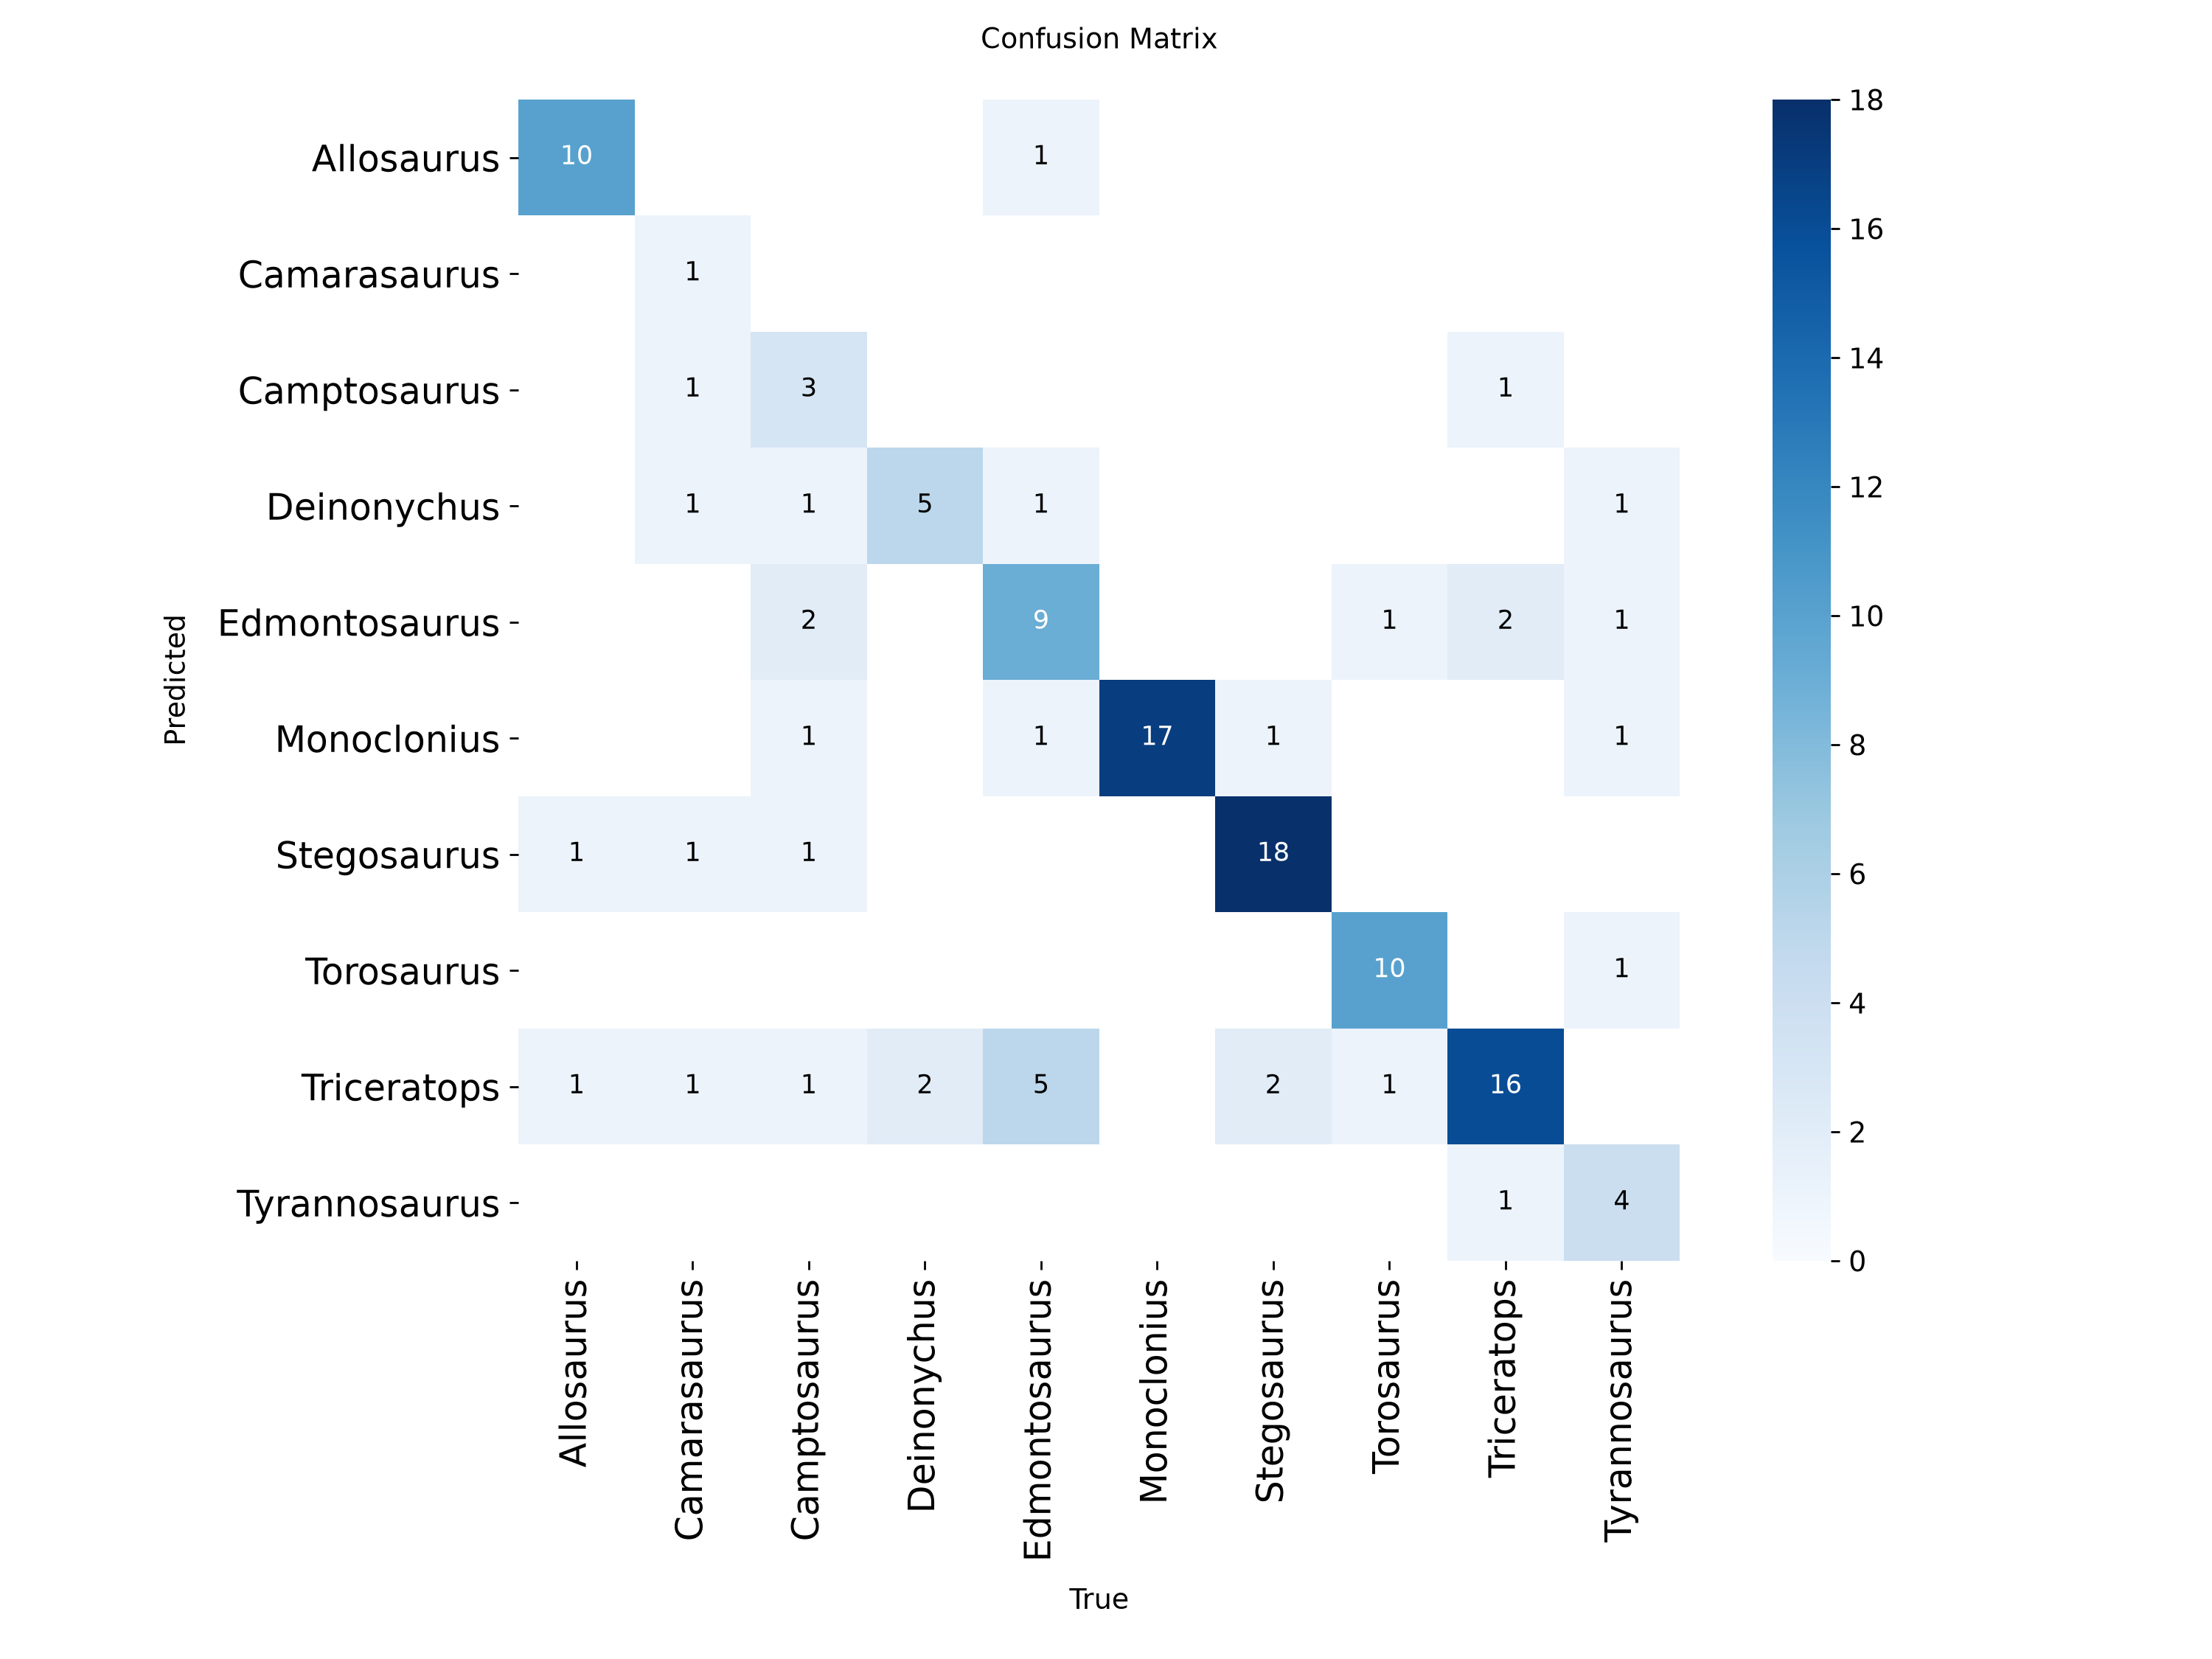 Confusion Matrix
Allosaurus 10 1
Camarasaurus 1
Camptosaurus 1 3 1
Deinonychus 1 1 5 1 1
Edmontosaurus 2 9 1 2 1
Monoclonius 1 1 17 1 1
Stegosaurus 1 1 1 18
Torosaurus 10 1
Triceratops 1 1 1 2 5 2 1 16
Tyrannosaurus 1 4
Predicted
Allosaurus
Camarasaurus
Camptosaurus
Deinonychus
Edmontosaurus
Monoclonius
Stegosaurus
Torosaurus
Triceratops
Tyrannosaurus
True
18
16
14
12
10
8
6
4
2
0